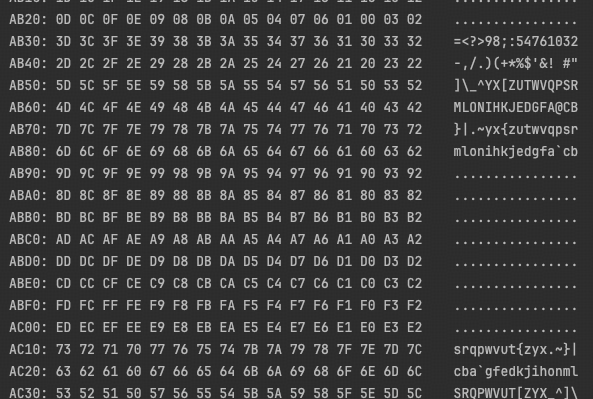 AB20: 0D 0C 0F 0E 09 08 0B 0A 05 04 07 06 01 00 03 02 ................
AB30: 3D 3C 3F 3E 39 38 3B 3A 35 34 37 36 31 30 33 32 =<?>98;:54761032
AB40: 2D 2C 2F 2E 29 28 2B 2A 25 24 27 26 21 20 23 22 -,/.)(+*%$'&! #"
AB50: 5D 5C 5F 5E 59 58 5B 5A 55 54 57 56 51 50 53 52 ]\_^YX[ZUTWVQPSR
AB60: 4D 4C 4F 4E 49 48 4B 4A 45 44 47 46 41 40 43 42 MLONIHKJEDGFA@CB
AB70: 7D 7C 7F 7E 79 78 7B 7A 75 74 77 76 71 70 73 72 }|.~yx{zutwvqpsr
AB80: 6D 6C 6F 6E 69 68 6B 6A 65 64 67 66 61 60 63 62 mlonihkjedgfa`cb
AB90: 9D 9C 9F 9E 99 98 9B 9A 95 94 97 96 91 90 93 92 ................
ABA0: 8D 8C 8F 8E 89 88 8B 8A 85 84 87 86 81 80 83 82 ................
ABB0: BD BC BF BE B9 B8 BB BA B5 B4 B7 B6 B1 B0 B3 B2 ................
ABC0: AD AC AF AE A9 A8 AB AA A5 A4 A7 A6 A1 A0 A3 A2 ................
ABD0: DD DC DF DE D9 D8 DB DA D5 D4 D7 D6 D1 D0 D3 D2 ................
ABE0: CD CC CF CE C9 C8 CB CA C5 C4 C7 C6 C1 C0 C3 C2 ................
ABF0: FD FC FF FE F9 F8 FB FA F5 F4 F7 F6 F1 F0 F3 F2 ................
AC00: ED EC EF EE E9 E8 EB EA E5 E4 E7 E6 E1 E0 E3 E2 ................
AC10: 73 72 71 70 77 76 75 74 7B 7A 79 78 7F 7E 7D 7C srqpwvut{zyx.~}|
AC20: 63 62 61 60 67 66 65 64 6B 6A 69 68 6F 6E 6D 6C cba`gfedkjihonml
AC30: 53 52 51 50 57 56 55 54 5B 5A 59 58 5F 5E 5D 5C SRQPWVUT[ZYX_^]\